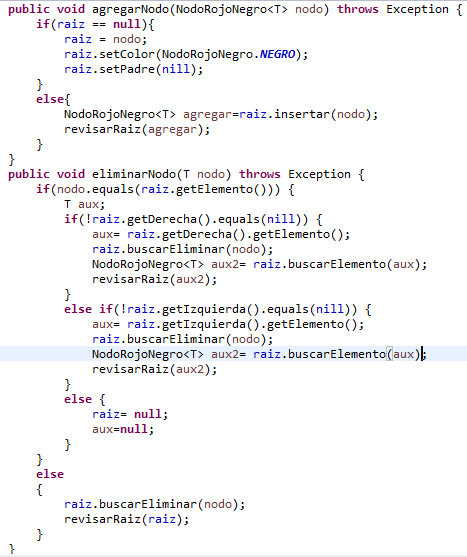 public void agregarNodo(NodoRojoNegro<T> nodo) throws Exception {
if(raiz == null){
raiz = nodo;
raiz.setColor(NodoRojoNegro.NEGRO);
raiz.setPadre(nill);
}
else{
NodoRojoNegro<T> agregar=raiz.insertar(nodo);
revisarRaiz(agregar);
}
}
public void eliminarNodo(T nodo) throws Exception {
if(nodo.equals(raiz.getElemento())) {
T aux;
if(!raiz.getDerecha().equals(nill)) {
aux= raiz.getDerecha().getElemento();
raiz.buscarEliminar(nodo);
NodoRojoNegro<T> aux2= raiz.buscarElemento(aux);
revisarRaiz(aux2);
}
else if(!raiz.getIzquierda().equals(nill)) {
aux= raiz.getIzquierda().getElemento();
raiz.buscarEliminar(nodo);
NodoRojoNegro<T> aux2= raiz.buscarElemento(aux);
revisarRaiz(aux2);
}
else {
raiz= null;
aux=null;
}
}
else
{
raiz.buscarEliminar(nodo);
revisarRaiz(raiz);
}
}